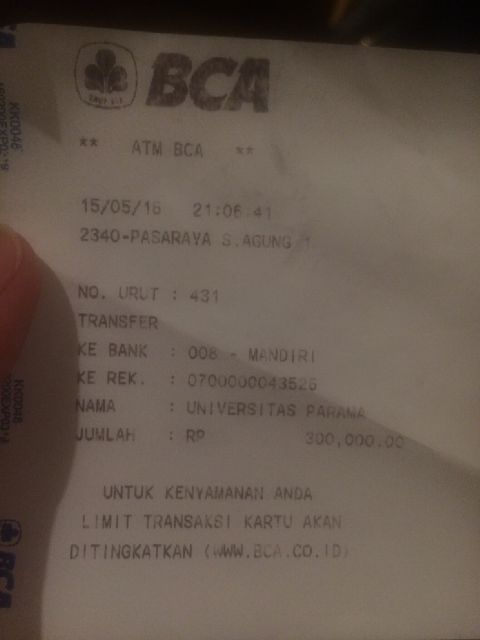 BCA
** ATM BCA **
15/05/16 21:06:41
2340-PASARAYA S.AGUNG 1
NO. URUT : 431
TRANSFER
KE BANK : 008 - MANDIRI
KE REK. : 0700000043526
NAMA : UNIVERSITAS PARAMA
JUMLAH : RP 300,000.00
UNTUK KENYAMANAN ANDA
LIMIT TRANSAKSI KARTU AKAN
DITINGKATKAN (WWW.BCA.CO.ID)
KK0046
BCA